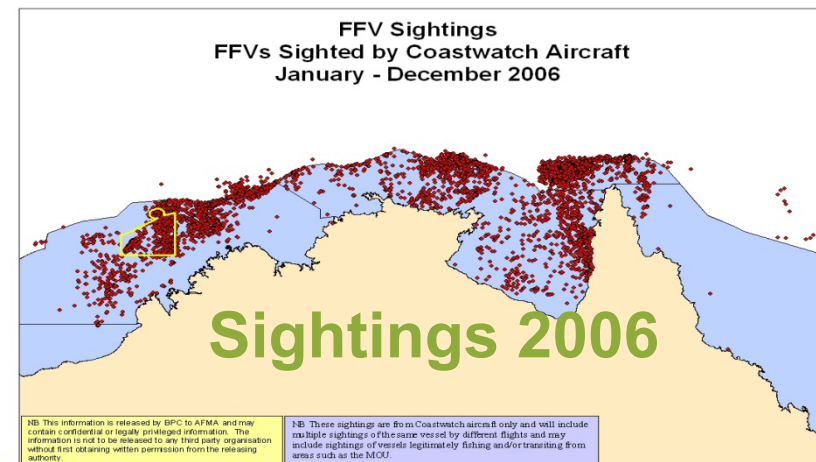 FFV Sightings
FFVs Sighted by Coastwatch Aircraft
January - December 2006
Sightings 2006
NB This information is released by BPC to AFMA and may
contain confidential or legally privileged information. The
information is not to be released to any third party organisation
without first obtaining written permission from the releasing
authority.
NB These sightings are from Coastwatch aircraft only and will include
multiple sightings of the same vessel by different flights and may
include sightings of vessels legitimately fishing and/or transiting from
areas such as the MOU.